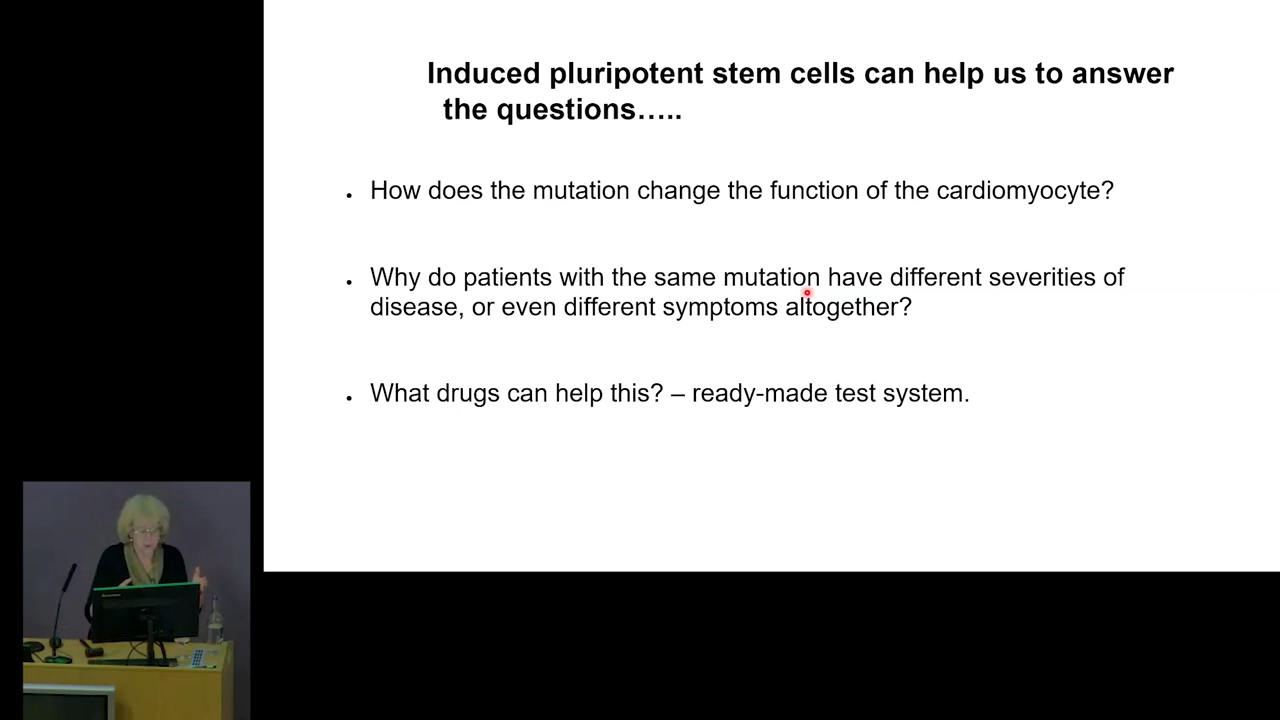 Induced pluripotent stem cells can help us to answer
the questions…..
• How does the mutation change the function of the cardiomyocyte?
• Why do patients with the same mutation have different severities of
disease, or even different symptoms altogether?
• What drugs can help this? – ready-made test system.